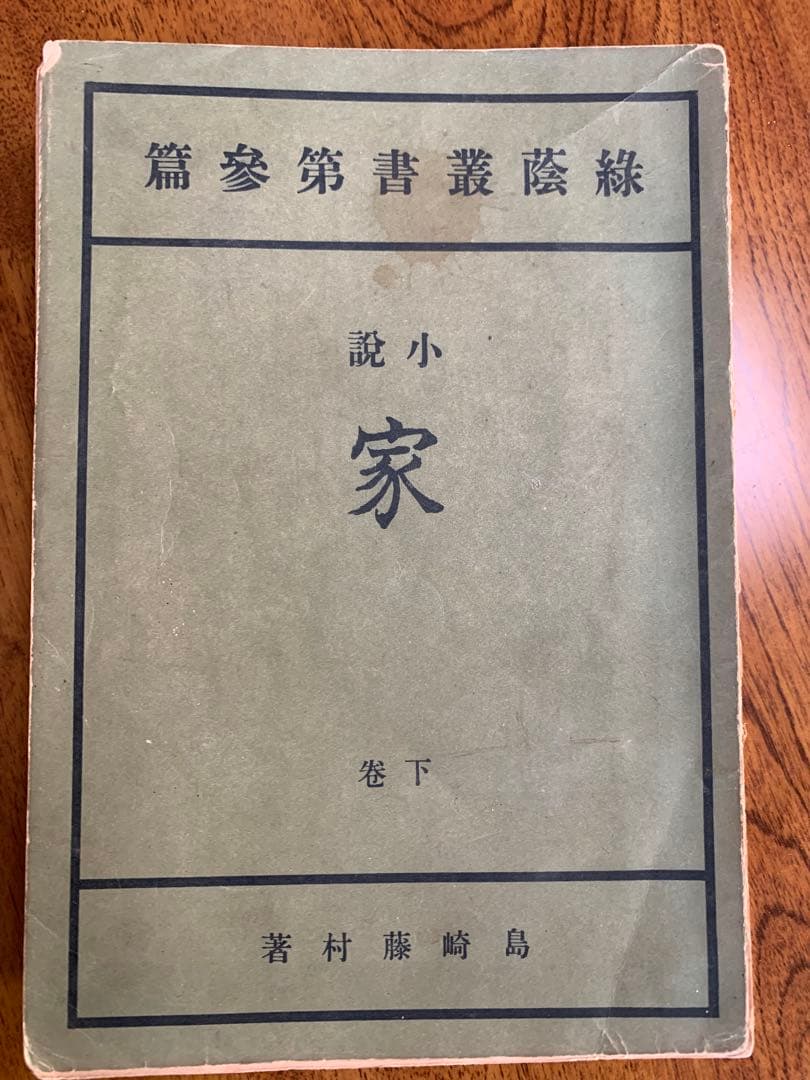 綠蔭叢書第參篇
小說
家
下卷
島崎藤村著